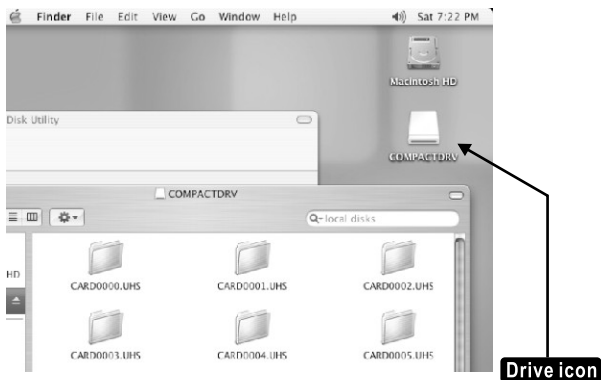 Finder File Edit View Go Window Help Sat 7:22 PM
Macintosh HD
Disk Utility
COMPACTDRV
COMPACTDRV
local disks
HD
CARD0000.UHS CARD0001.UHS CARD0002.UHS
CARD0003.UHS CARD0004.UHS CARD0005.UHS
Drive icon